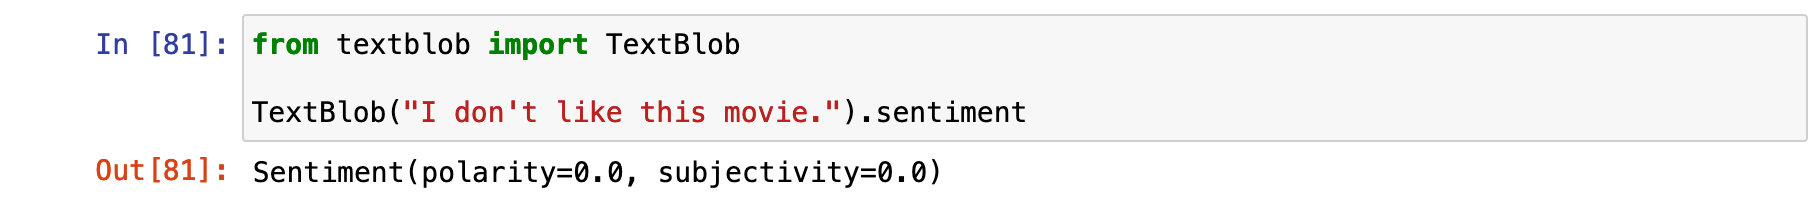 In [81]: from textblob import TextBlob
TextBlob("I don't like this movie.").sentiment
Out[81]: Sentiment(polarity=0.0, subjectivity=0.0)